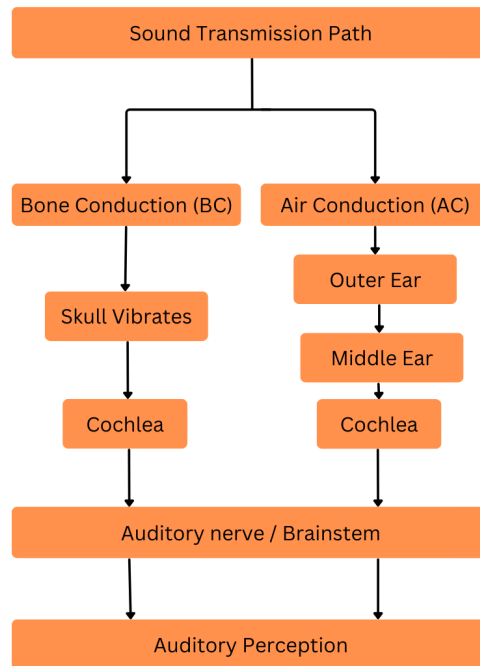 Sound Transmission Path
Bone Conduction (BC)
Air Conduction (AC)
Outer Ear
Skull Vibrates
Middle Ear
Cochlea
Cochlea
Auditory nerve / Brainstem
Auditory Perception